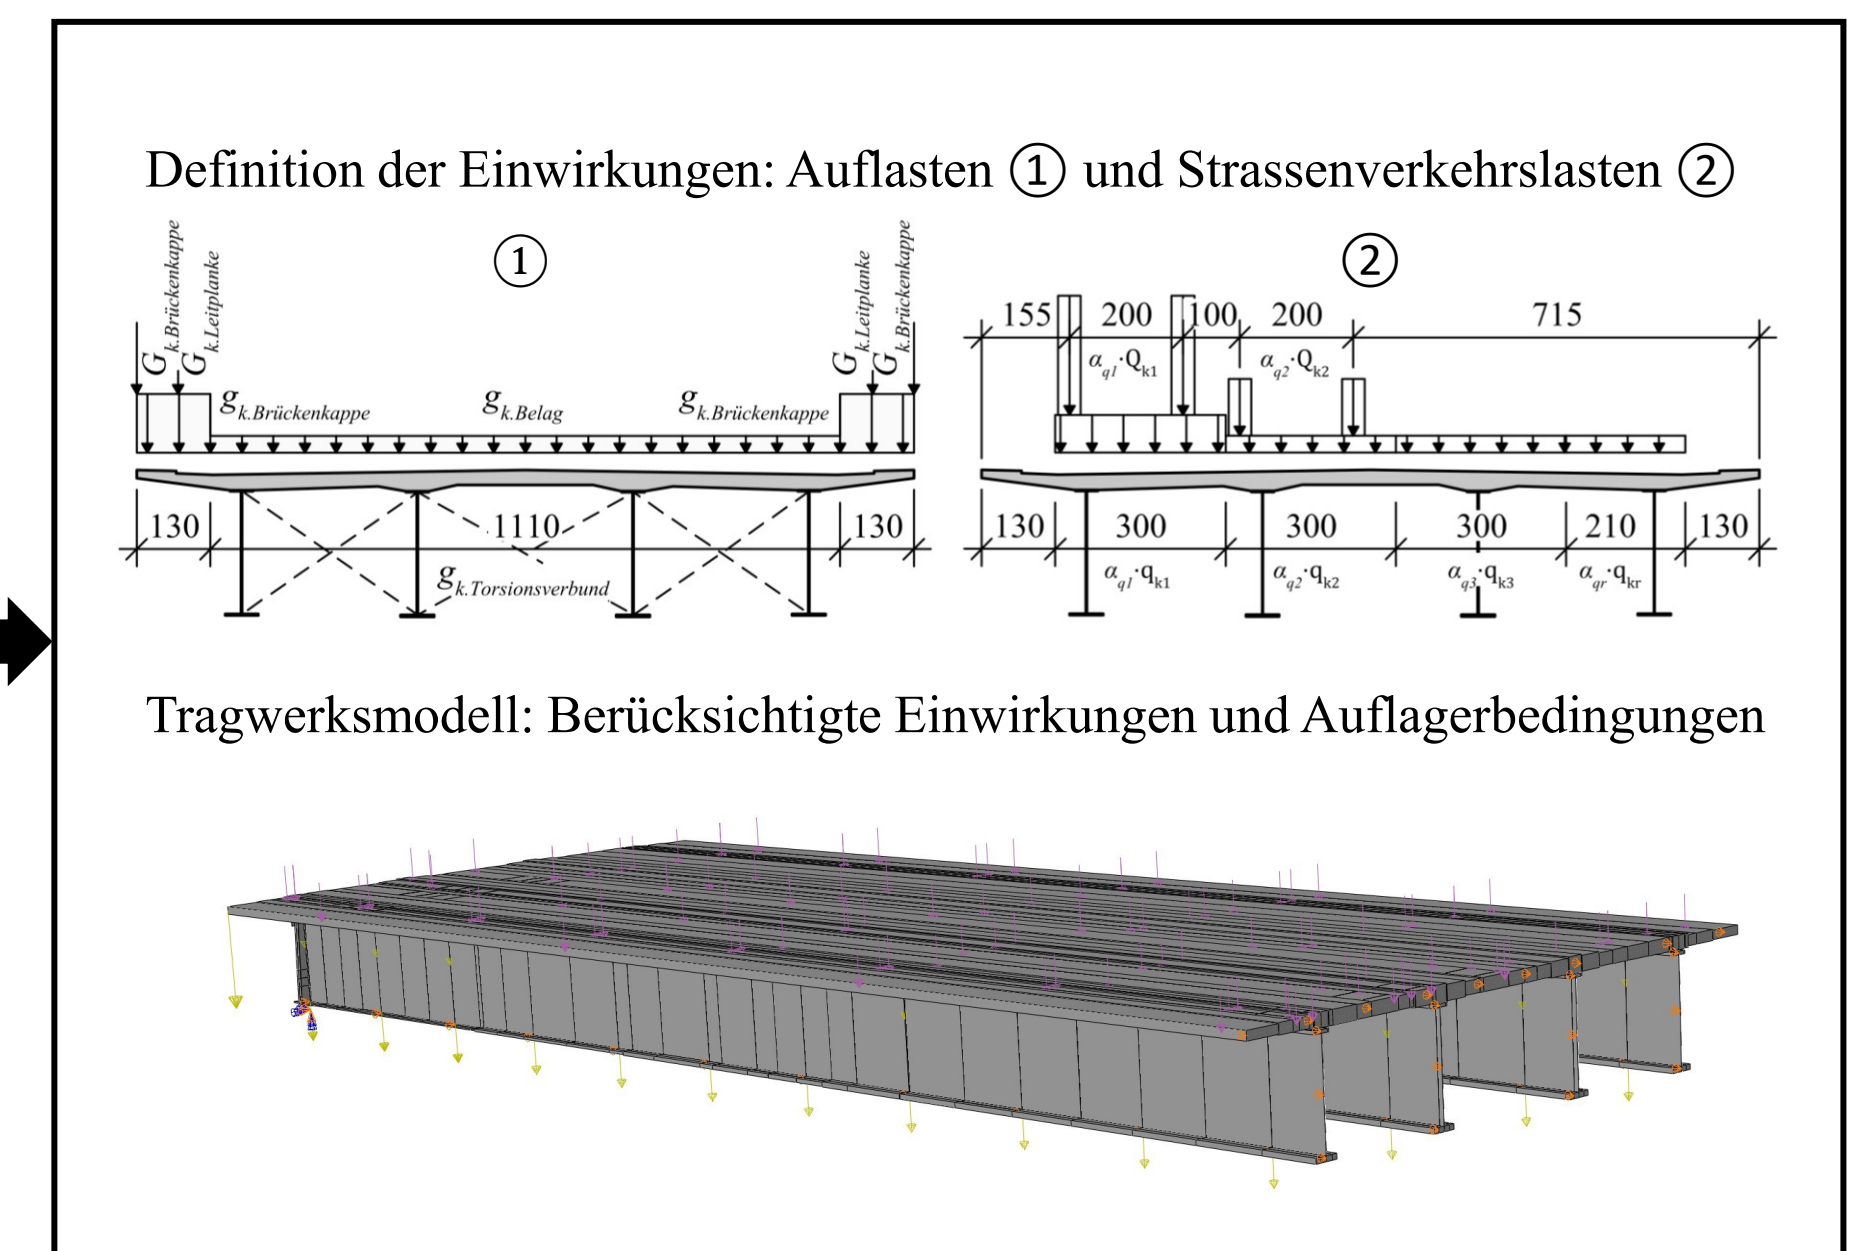 Definition der Einwirkungen: Auflasten ① und Strassenverkehrslasten ②
①
G k.Brückenkappe
G k.Leitplanke
G k.Leitplanke
G k.Brückenkappe
g k.Brückenkappe
g k.Belag
g k.Brückenkappe
130
1110
130
g k.Torsionsverbund
②
155 200 100 200 715
α q1·Q k1
α q2·Q k2
130 300 300 300 210 130
α q1·q k1
α q2·q k2
α q3·q k3
α qr·q kr
Tragwerksmodell: Berücksichtigte Einwirkungen und Auflagerbedingungen